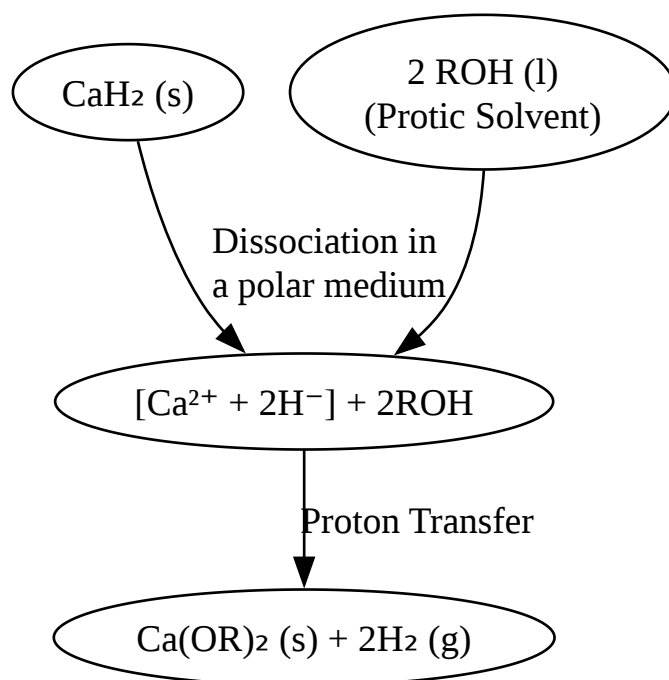 CaH₂ (s)
2 ROH (l)
(Protic Solvent)
Dissociation in
a polar medium
[Ca²⁺ + 2H⁻] + 2ROH
Proton Transfer
Ca(OR)₂ (s) + 2H₂ (g)